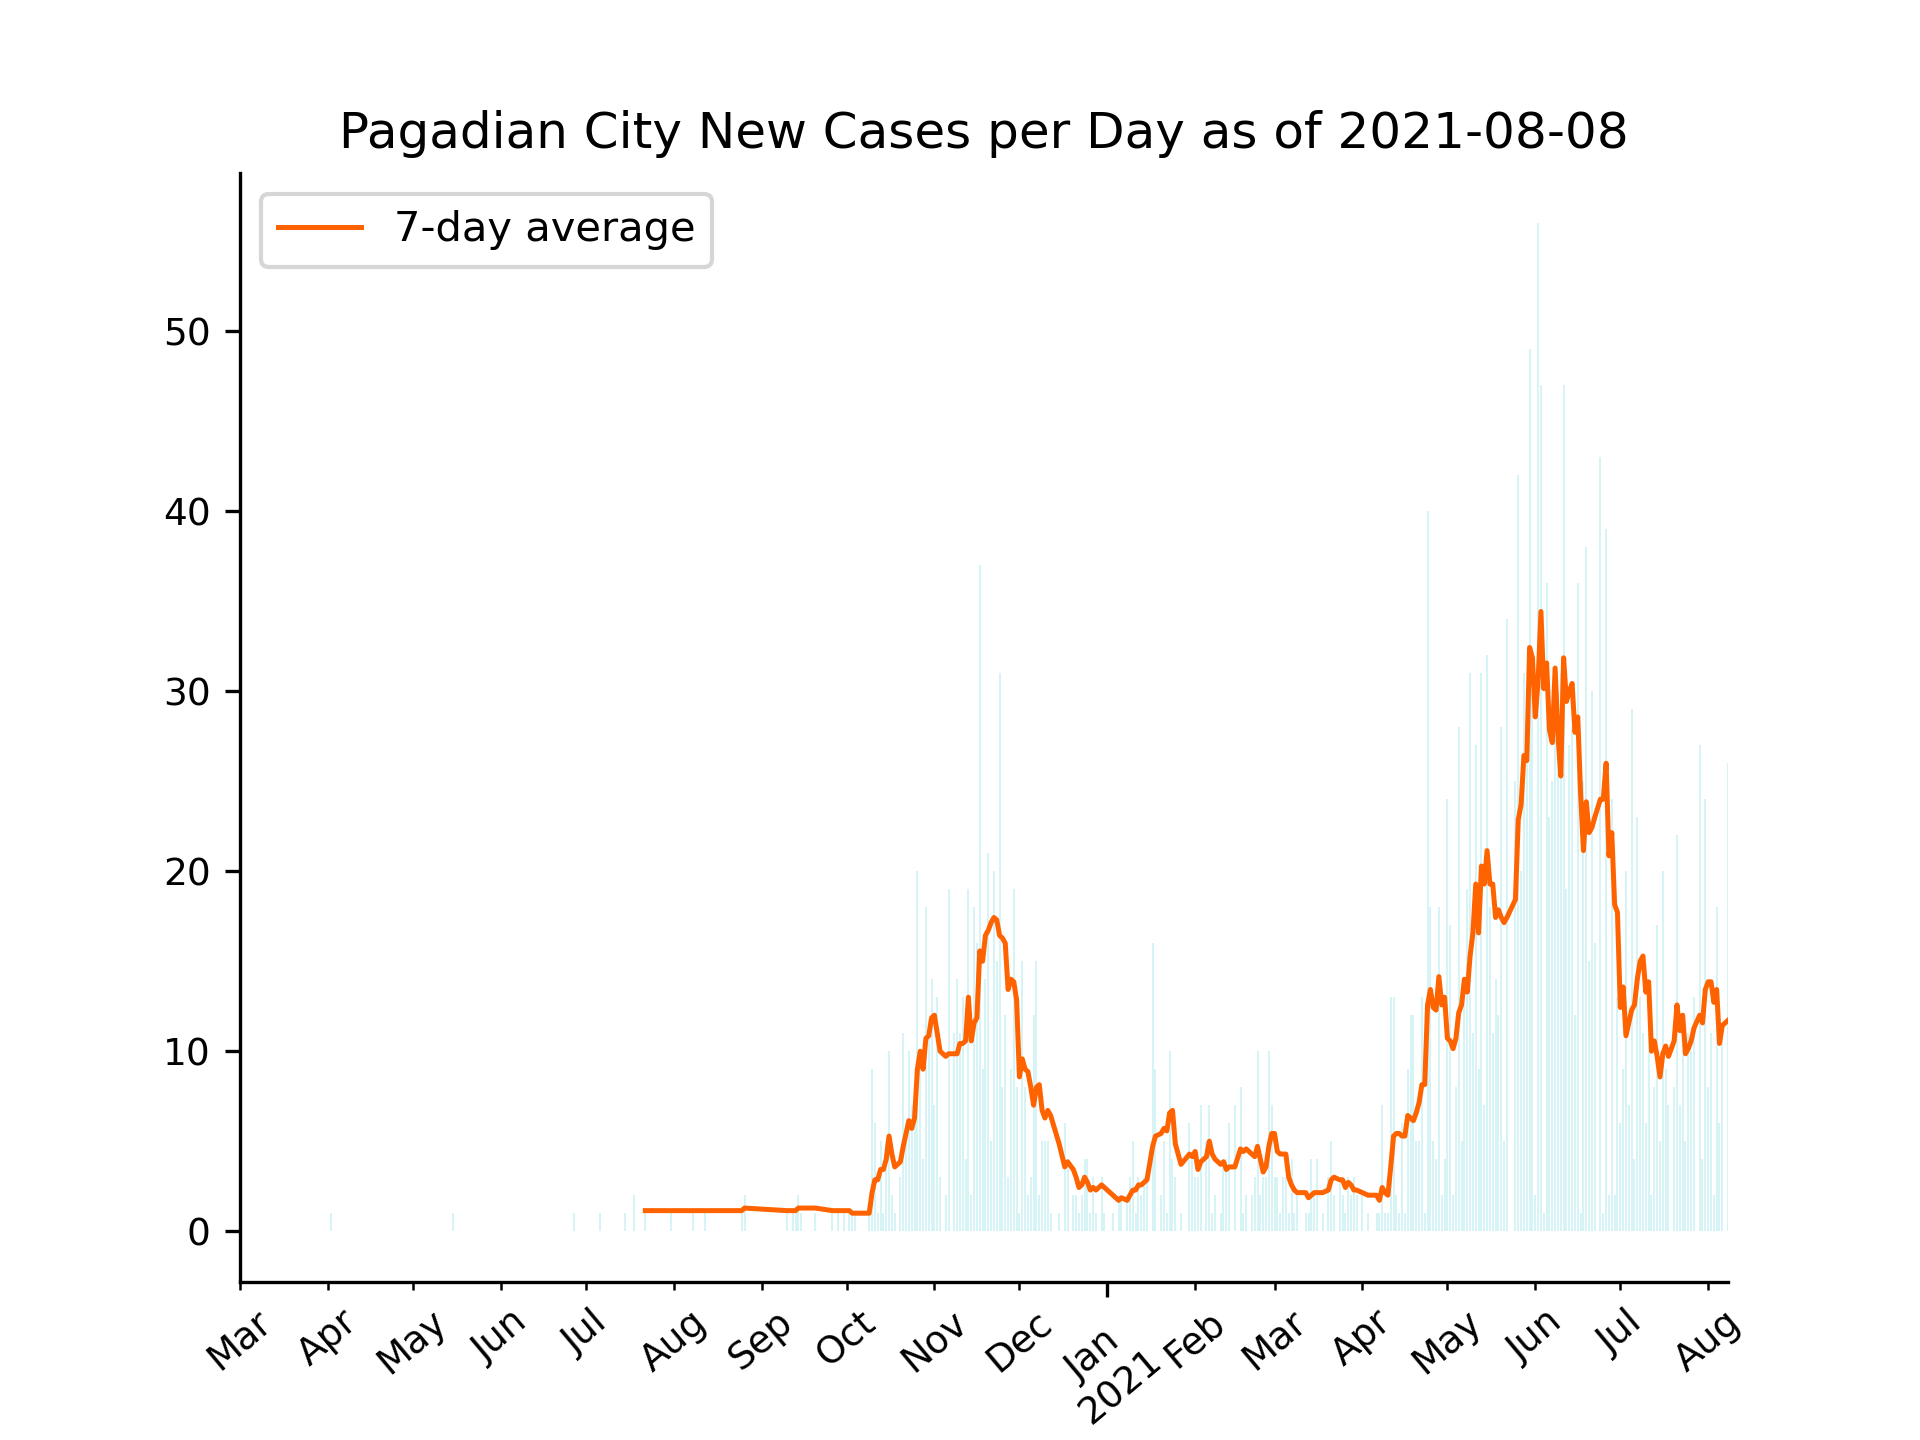 Pagadian City New Cases per Day as of 2021-08-08
7-day average
50
40
30
20
10
0
Mar Apr May Jun Jul Aug Sep Oct Nov Dec Jan Feb Mar Apr May Jun Jul Aug
2021